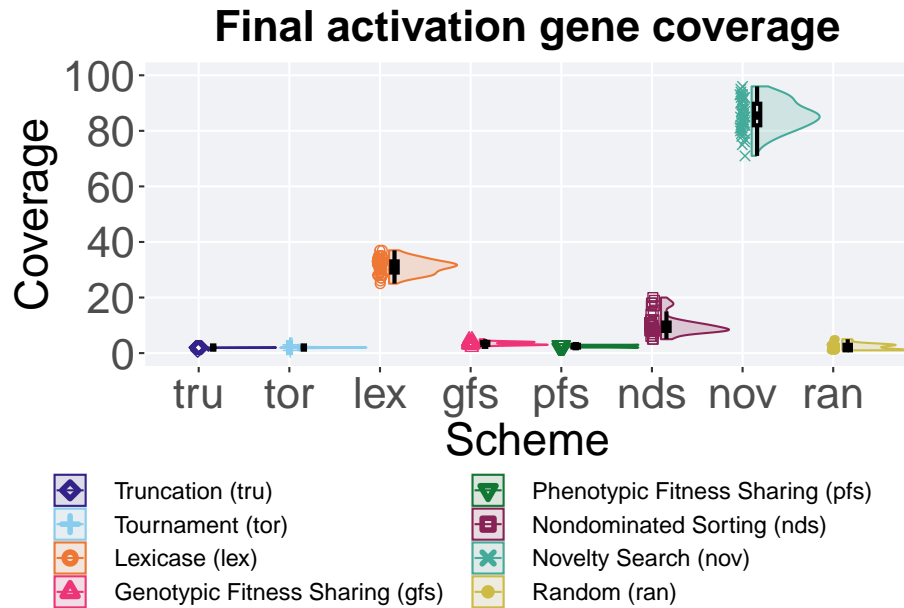 Final activation gene coverage
100
80
60
40
20
0
Coverage
tru tor lex gfs pfs nds nov ran
Scheme
Truncation (tru)
Tournament (tor)
Lexicase (lex)
Genotypic Fitness Sharing (gfs)
Phenotypic Fitness Sharing (pfs)
Nondominated Sorting (nds)
Novelty Search (nov)
Random (ran)